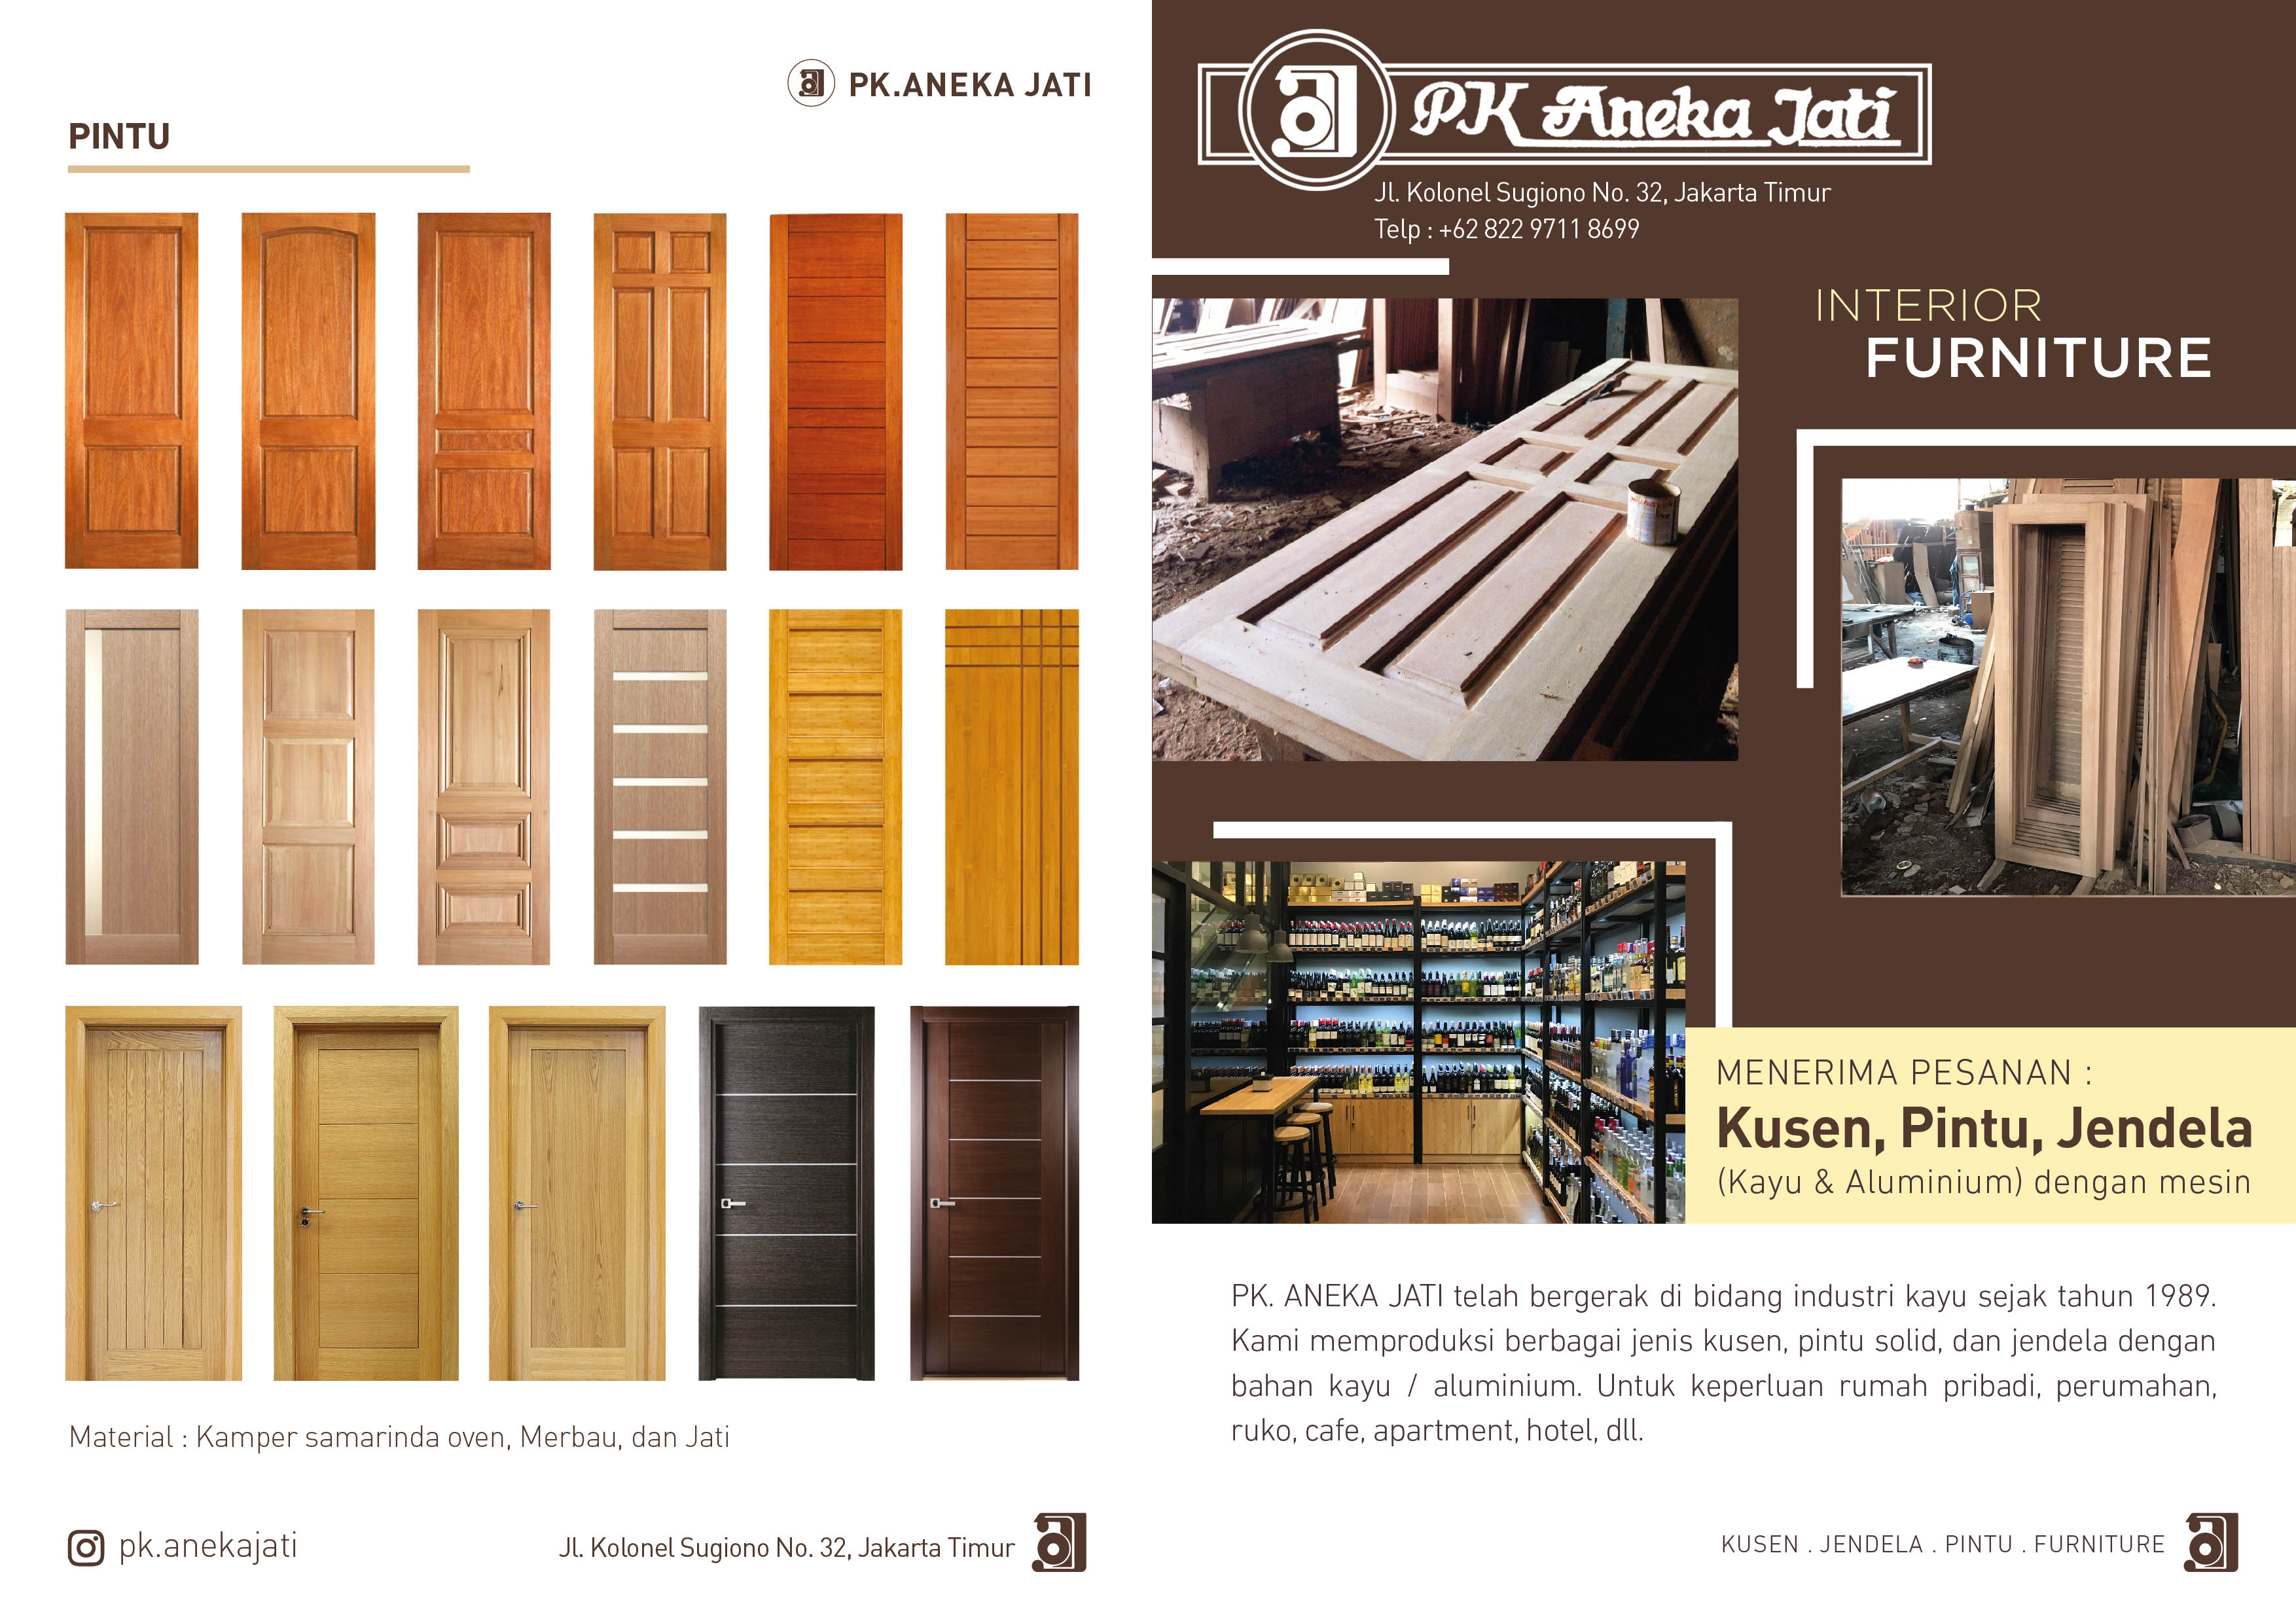 PK.ANEKA JATI
PINTU
Material : Kamper samarinda oven, Merbau, dan Jati
pk.anekajati
Jl. Kolonel Sugiono No. 32, Jakarta Timur
PK Aneka Jati
Jl. Kolonel Sugiono No. 32, Jakarta Timur
Telp : +62 822 9711 8699
INTERIOR
FURNITURE
MENERIMA PESANAN :
Kusen, Pintu, Jendela
(Kayu & Aluminium) dengan mesin
PK. ANEKA JATI telah bergerak di bidang industri kayu sejak tahun 1989.
Kami memproduksi berbagai jenis kusen, pintu solid, dan jendela dengan
bahan kayu / aluminium. Untuk keperluan rumah pribadi, perumahan,
ruko, cafe, apartment, hotel, dll.
KUSEN . JENDELA . PINTU . FURNITURE